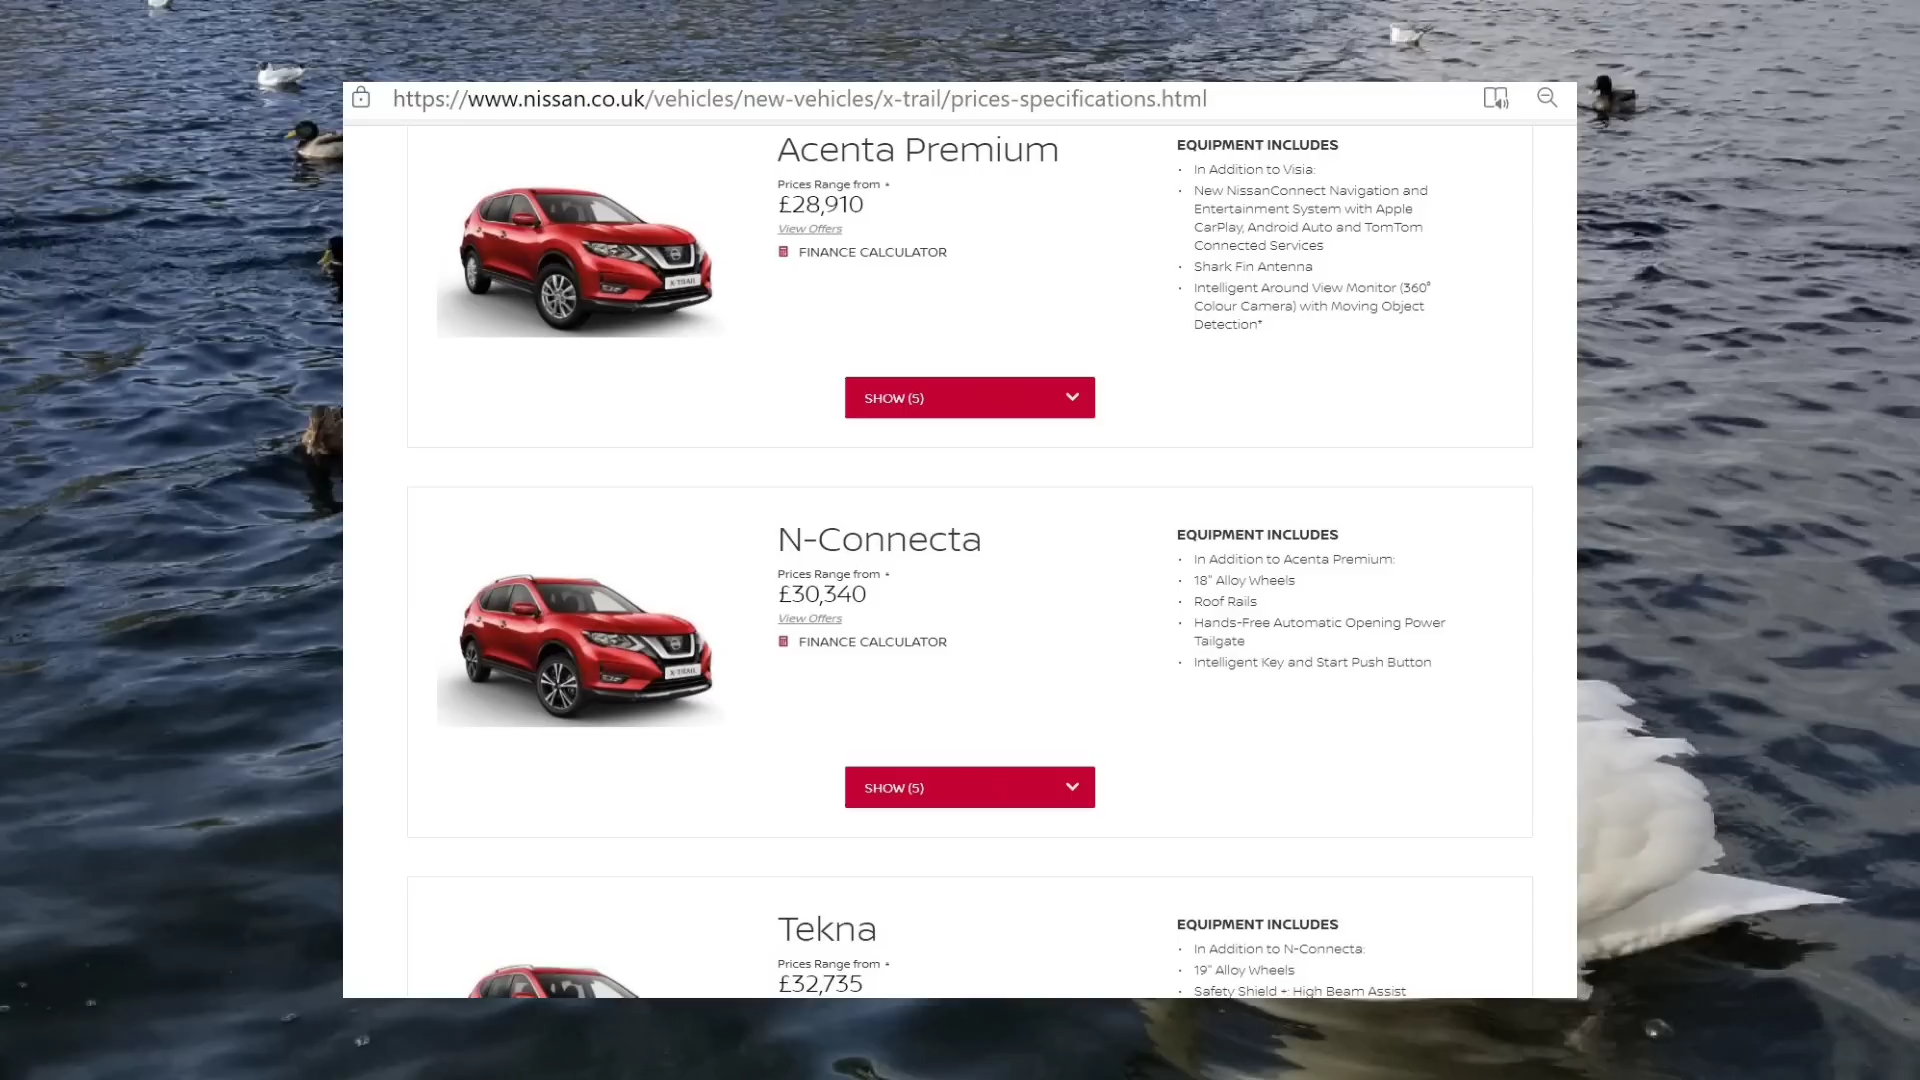 https://www.nissan.co.uk/vehicles/new-vehicles/x-trail/prices-specifications.html
Acenta Premium
Prices Range from +
£28,910
View Offers
FINANCE CALCULATOR
EQUIPMENT INCLUDES
In Addition to Visia:
New NissanConnect Navigation and
Entertainment System with Apple
CarPlay, Android Auto and TomTom
Connected Services
Shark Fin Antenna
Intelligent Around View Monitor (360°
Colour Camera) with Moving Object
Detection*
X-TRAIL
SHOW (5)
N-Connecta
Prices Range from +
£30,340
View Offers
FINANCE CALCULATOR
EQUIPMENT INCLUDES
In Addition to Acenta Premium:
18" Alloy Wheels
Roof Rails
Hands-Free Automatic Opening Power
Tailgate
Intelligent Key and Start Push Button
X-TRAIL
SHOW (5)
Tekna
Prices Range from +
£32,735
EQUIPMENT INCLUDES
In Addition to N-Connecta:
19" Alloy Wheels
Safety Shield +: High Beam Assist